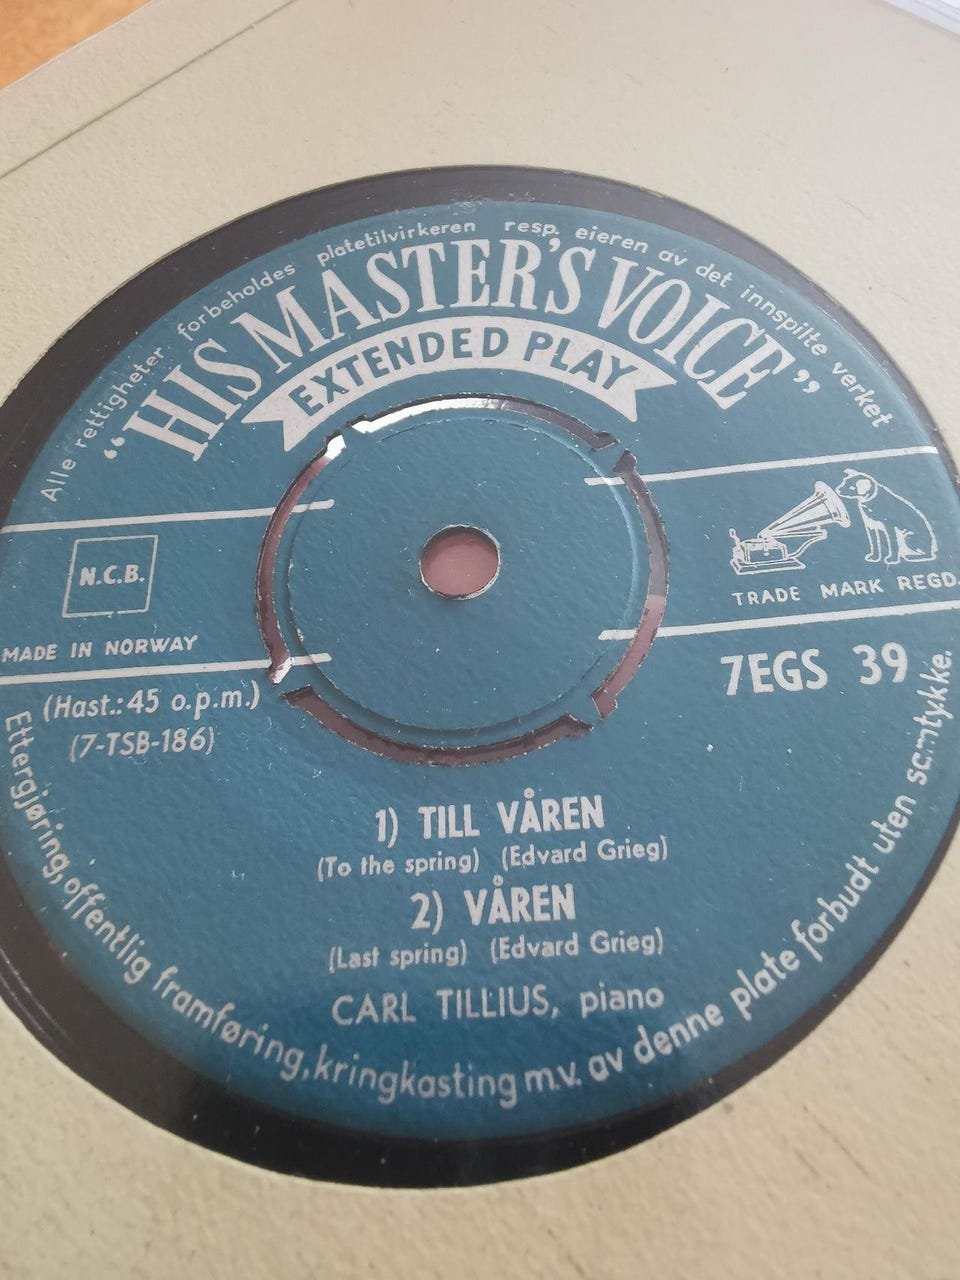 Alle rettigheter forbeholdes platetilvirkeren resp. eieren av det innspilte verket
“HIS MASTER'S VOICE”
EXTENDED PLAY
N.C.B.
MADE IN NORWAY
TRADE MARK REGD.
7EGS 39
(Hast.: 45 o.p.m.)
(7-TSB-186)
1) TILL VÅREN
(To the spring) (Edvard Grieg)
2) VÅREN
(Last spring) (Edvard Grieg)
CARL TILLIUS, piano
Ettergjøring, offentlig framføring, kringkasting m.v. av denne plate forbudt uten samtykke.